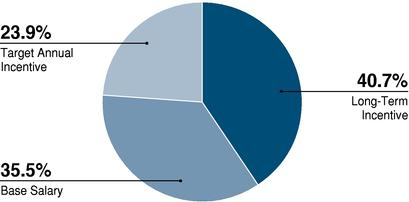 23.9%
Target Annual
Incentive
40.7%
Long-Term
Incentive
35.5%
Base Salary